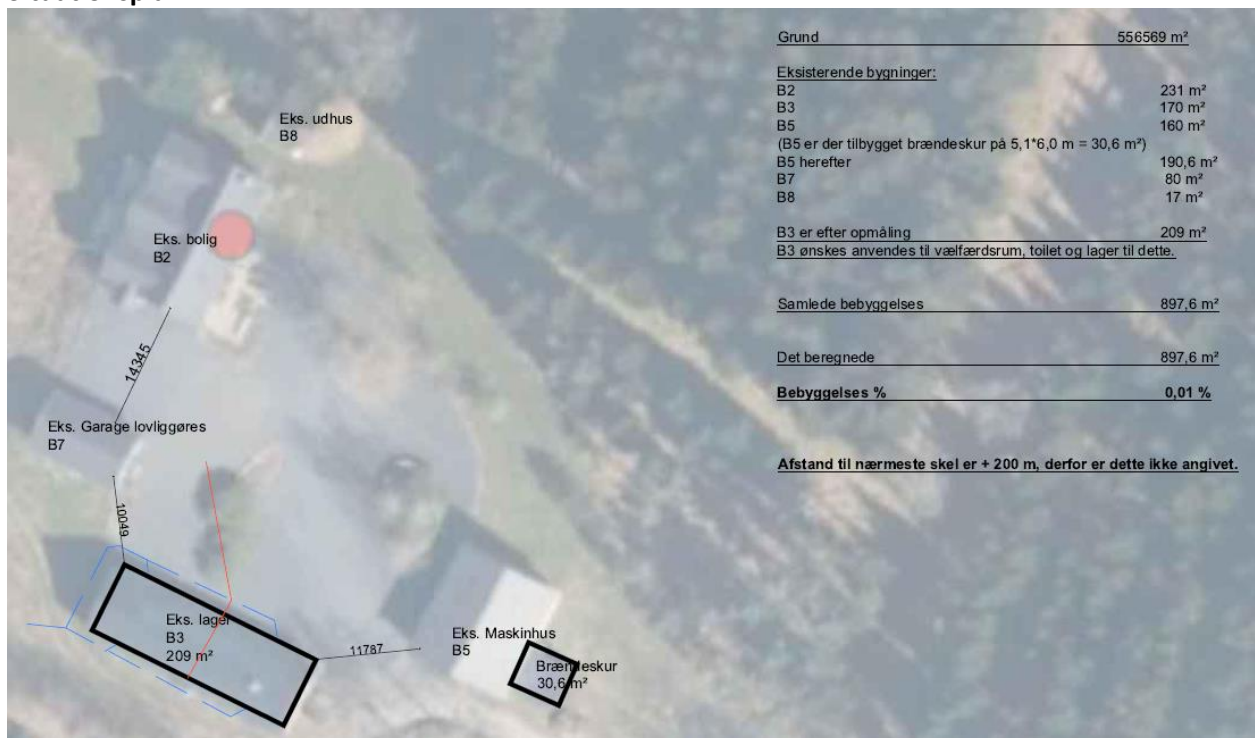 Grund 556569 m²
Eksisterende bygninger:
B2 231 m²
B3 170 m²
B5 160 m²
(B5 er der tilbygget brændeskur på 5,1*6,0 m = 30,6 m²)
B5 herefter 190,6 m²
B7 80 m²
B8 17 m²
B3 er efter opmåling 209 m²
B3 ønskes anvendes til vælfærdsrum, toilet og lager til dette.
Samlede bebyggelses 897,6 m²
Det beregnede 897,6 m²
Bebyggelses % 0,01 %
Afstand til nærmeste skel er + 200 m, derfor er dette ikke angivet.
Eks. udhus
B8
Eks. bolig
B2
14345
Eks. Garage lovliggøres
B7
10049
Eks. lager
B3
209 m²
11787
Eks. Maskinhus
B5
Brændeskur
30,6 m²